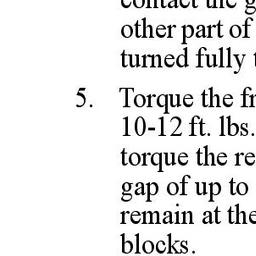 contact the g
other part of
turned fully
5. Torque the fr
10-12 ft. lbs.
torque the re
gap of up to
remain at the
blocks.